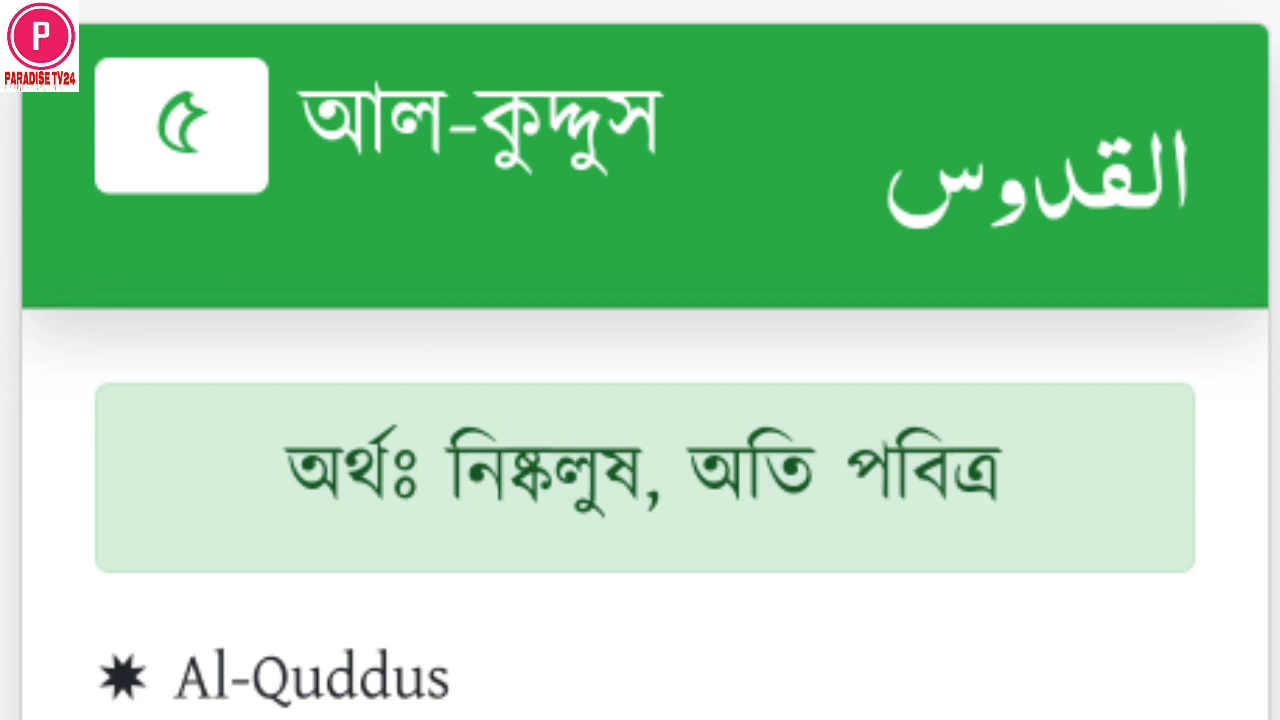 P
PARADISE TV24
৫
আল-কুদ্দুস
القدوس
অর্থঃ নিষ্কলুষ, অতি পবিত্র
Al-Quddus